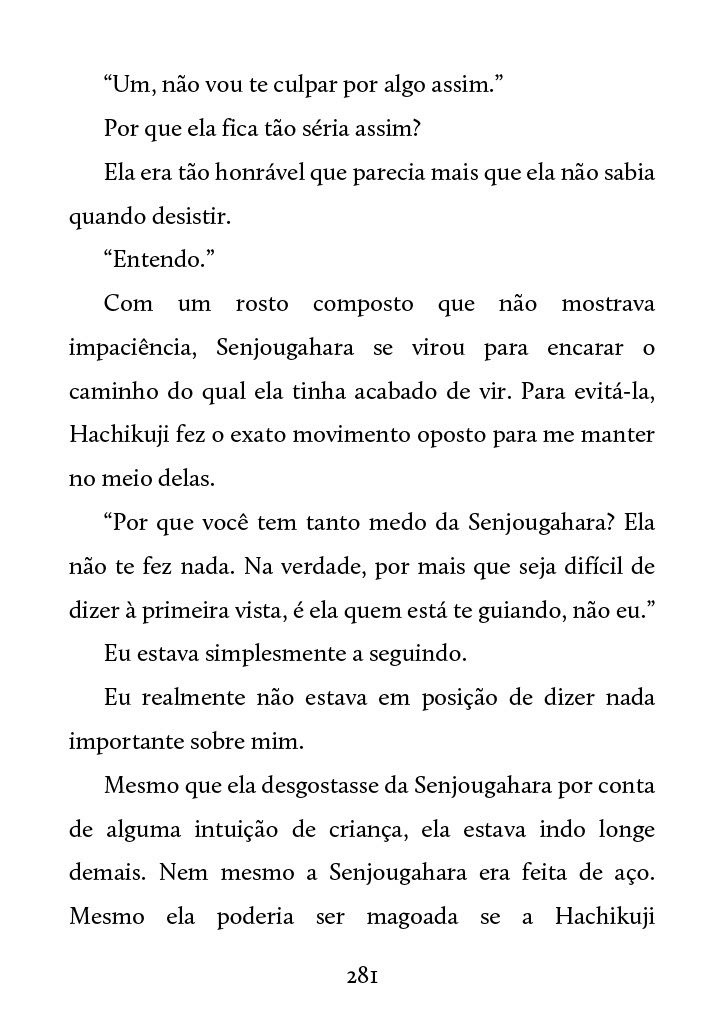 “Um, não vou te culpar por algo assim.”
Por que ela fica tão séria assim?
Ela era tão honrável que parecia mais que ela não sabia
quando desistir.
“Entendo.”
Com um rosto composto que não mostrava
impaciência, Senjougahara se virou para encarar o
caminho do qual ela tinha acabado de vir. Para evitá-la,
Hachikuji fez o exato movimento oposto para me manter
no meio delas.
“Por que você tem tanto medo da Senjougahara? Ela
não te fez nada. Na verdade, por mais que seja difícil de
dizer à primeira vista, é ela quem está te guiando, não eu.”
Eu estava simplesmente a seguindo.
Eu realmente não estava em posição de dizer nada
importante sobre mim.
Mesmo que ela desgostasse da Senjougahara por conta
de alguma intuição de criança, ela estava indo longe
demais. Nem mesmo a Senjougahara era feita de aço.
Mesmo ela poderia ser magoada se a Hachikuji
281